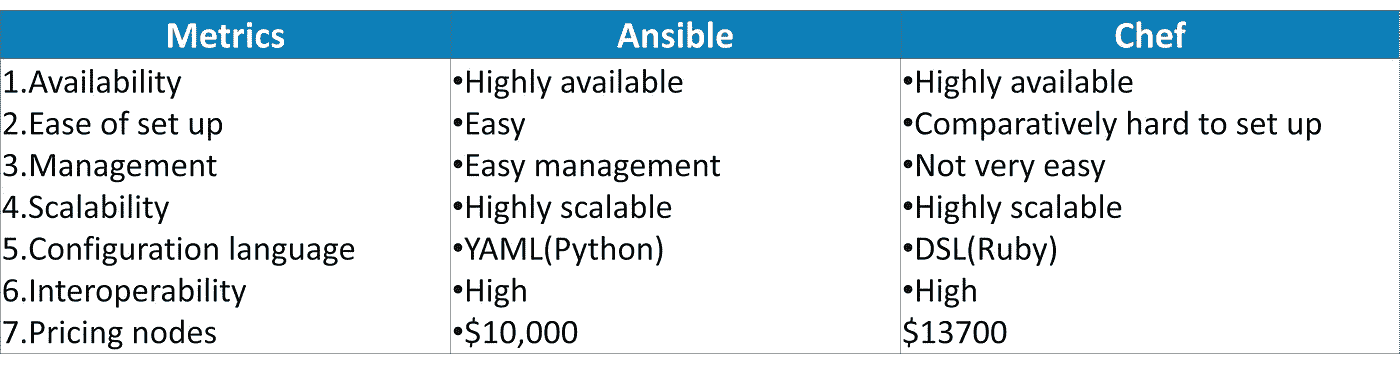 Metrics Ansible Chef
1.Availability •Highly available •Highly available
2.Ease of set up •Easy •Comparatively hard to set up
3.Management •Easy management •Not very easy
4.Scalability •Highly scalable •Highly scalable
5.Configuration language •YAML(Python) •DSL(Ruby)
6.Interoperability •High •High
7.Pricing nodes •$10,000 $13700